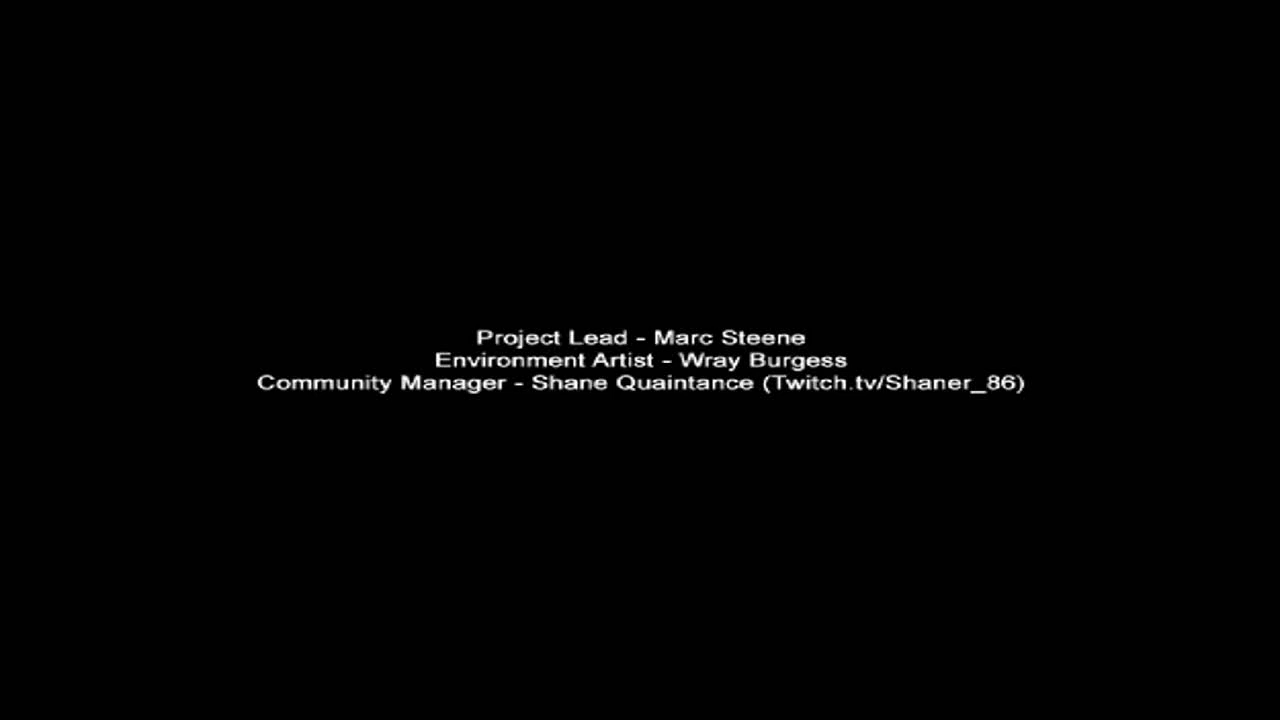 Project Lead - Marc Steene
Environment Artist - Wray Burgess
Community Manager - Shane Quaintance (Twitch.tv/Shaner_86)